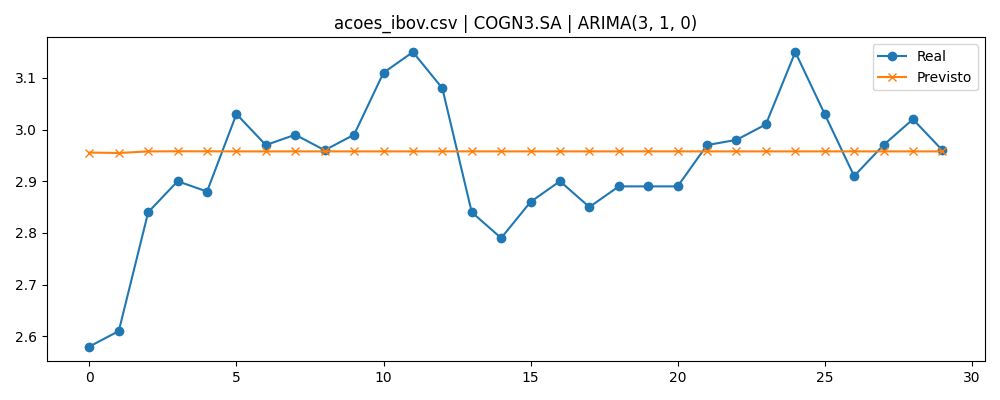 acoes_ibov.csv | COGN3.SA | ARIMA(3, 1, 0)
Real
Previsto
3.1
3.0
2.9
2.8
2.7
2.6
0 5 10 15 20 25 30